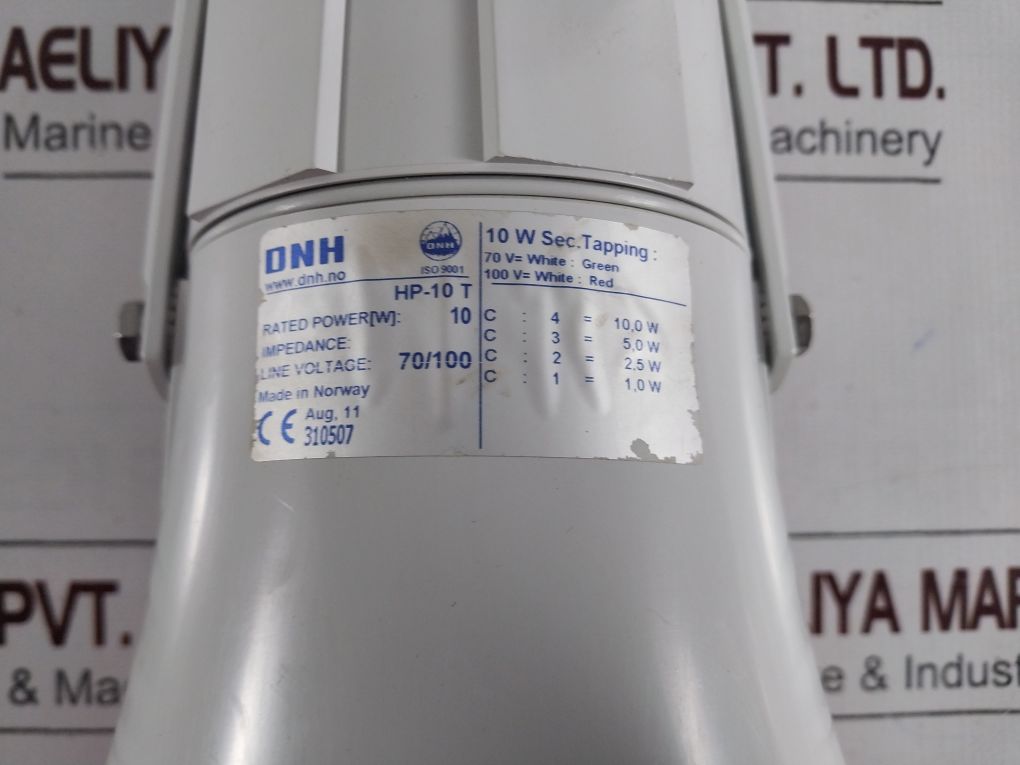 AELIYA
T. LTD.
Marine
achinery
DNH
www.dnh.no
DNH
ISO 9001
HP-10 T
RATED POWER[W]: 10
IMPEDANCE:
LINE VOLTAGE: 70/100
Made in Norway
CE Aug, 11
310507
10 W Sec.Tapping :
70 V= White : Green
100 V= White : Red
C : 4 = 10,0 W
C : 3 = 5,0 W
C : 2 = 2,5 W
C : 1 = 1,0 W
PVT.
& Ma
IYA MAR
e & Indust